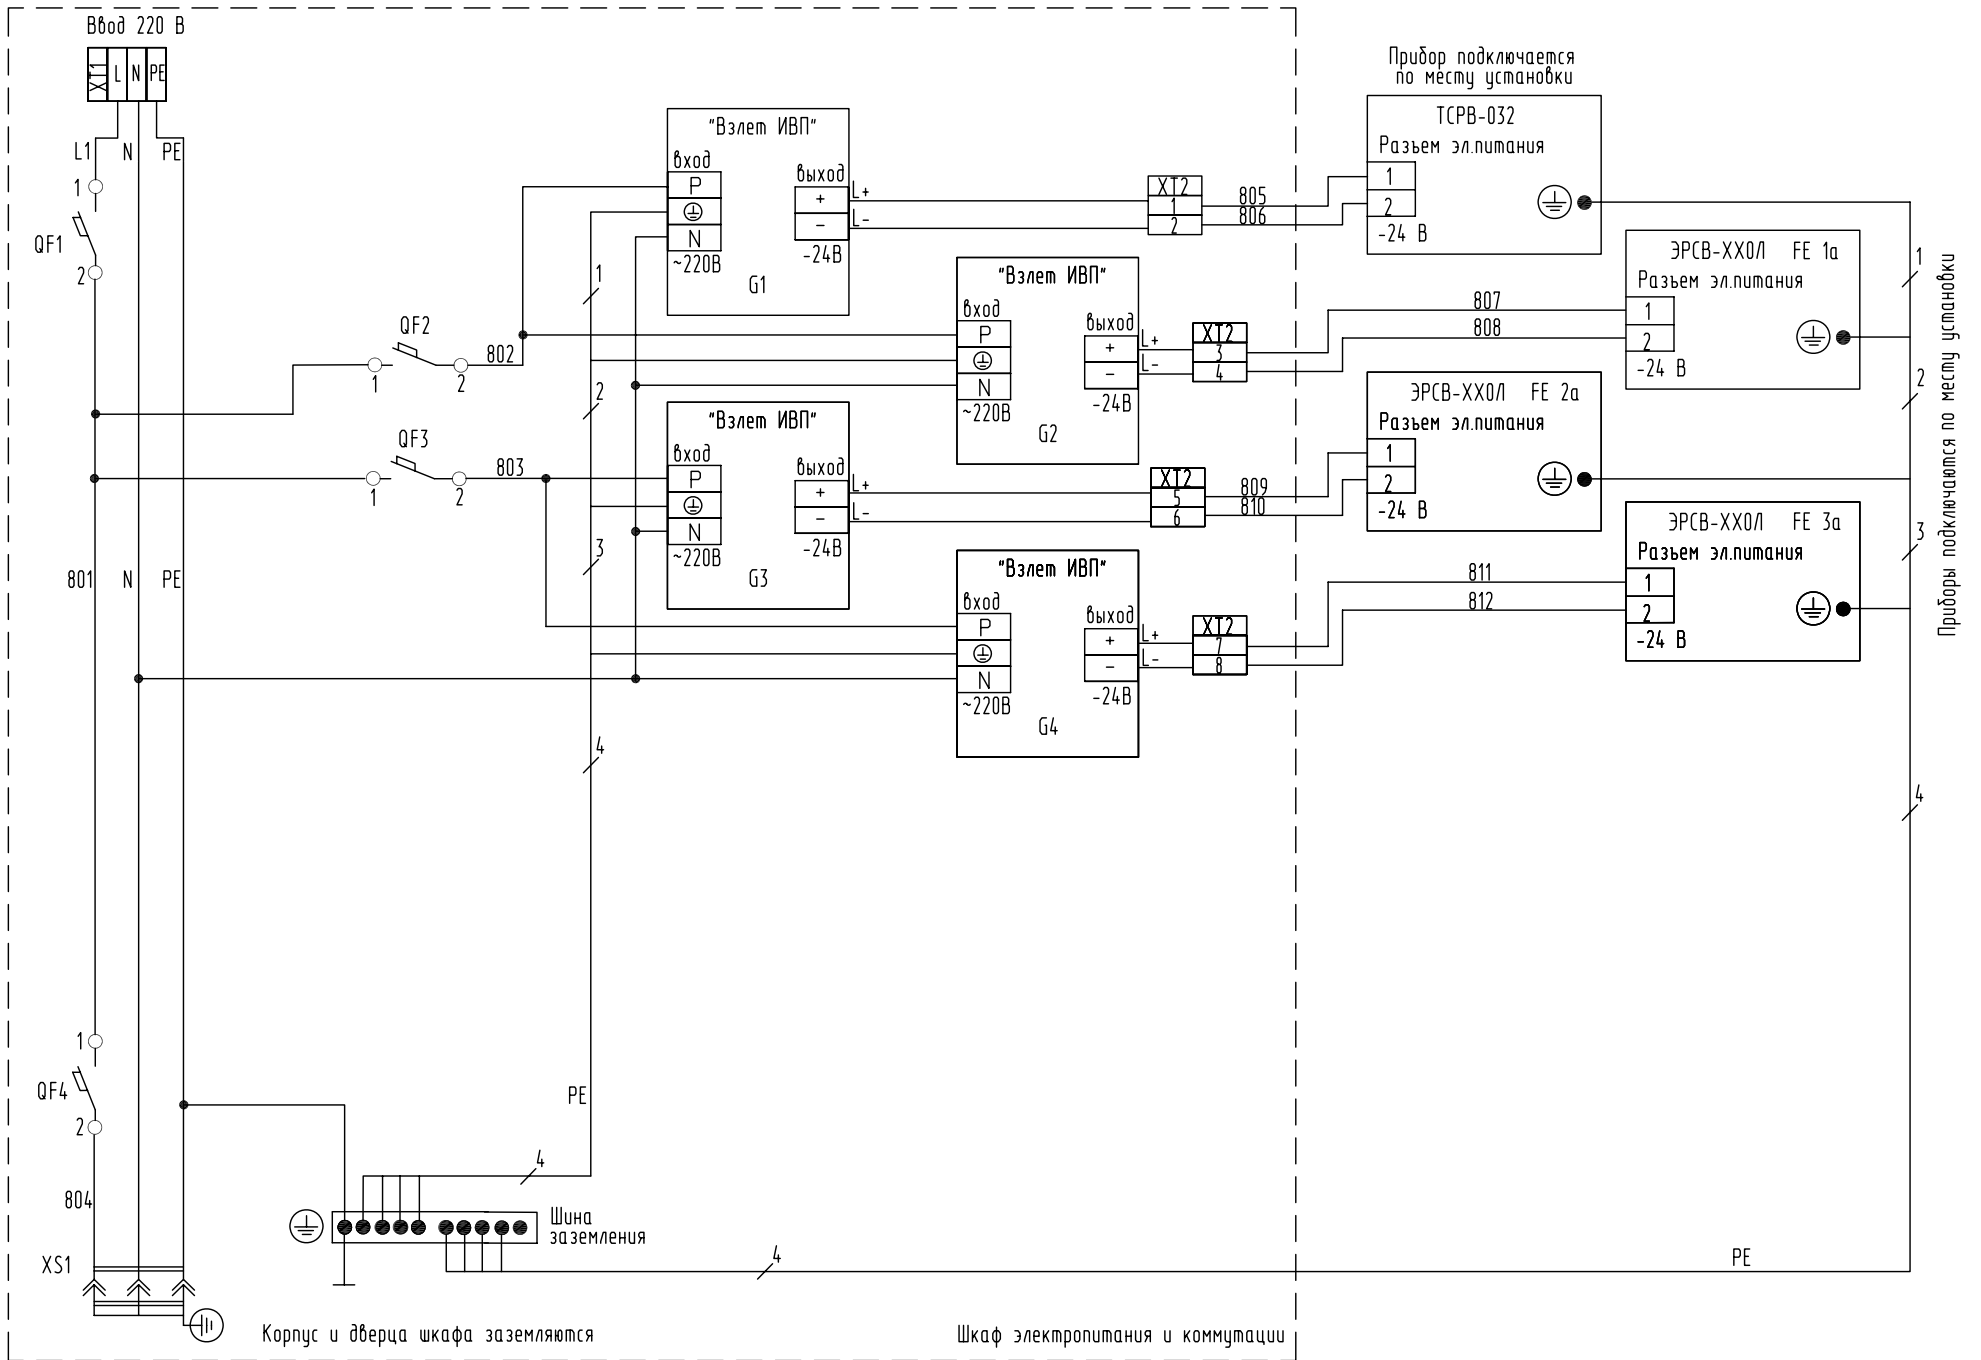 Ввод 220 В
XT1 L N PE
L1 N PE
1
QF1
2
QF2
1 2
802
QF3
1 2
803
801 N PE
1
QF4
2
804
XS1
"Взлет ИВП"
вход
P
N
~220В
выход
+
-
-24В
G1
L+
L-
"Взлет ИВП"
вход
P
N
~220В
выход
+
-
-24В
G2
L+
L-
"Взлет ИВП"
вход
P
N
~220В
выход
+
-
-24В
G3
L+
L-
"Взлет ИВП"
вход
P
N
~220В
выход
+
-
-24В
G4
L+
L-
1
2
3
4
PE
4
XT2
1
2
805
806
XT2
3
4
807
808
XT2
5
6
809
810
XT2
7
8
811
812
Прибор подключается
по месту установки
ТСРВ-032
Разъем эл.питания
1
2
-24 В
ЭРСВ-ХХ0Л FE 1а
Разъем эл.питания
1
2
-24 В
ЭРСВ-ХХ0Л FE 2а
Разъем эл.питания
1
2
-24 В
ЭРСВ-ХХ0Л FE 3а
Разъем эл.питания
1
2
-24 В
1
2
3
4
Приборы подключаются по месту установки
Шина
заземления
4
PE
Корпус и дверца шкафа заземляются
Шкаф электропитания и коммутации